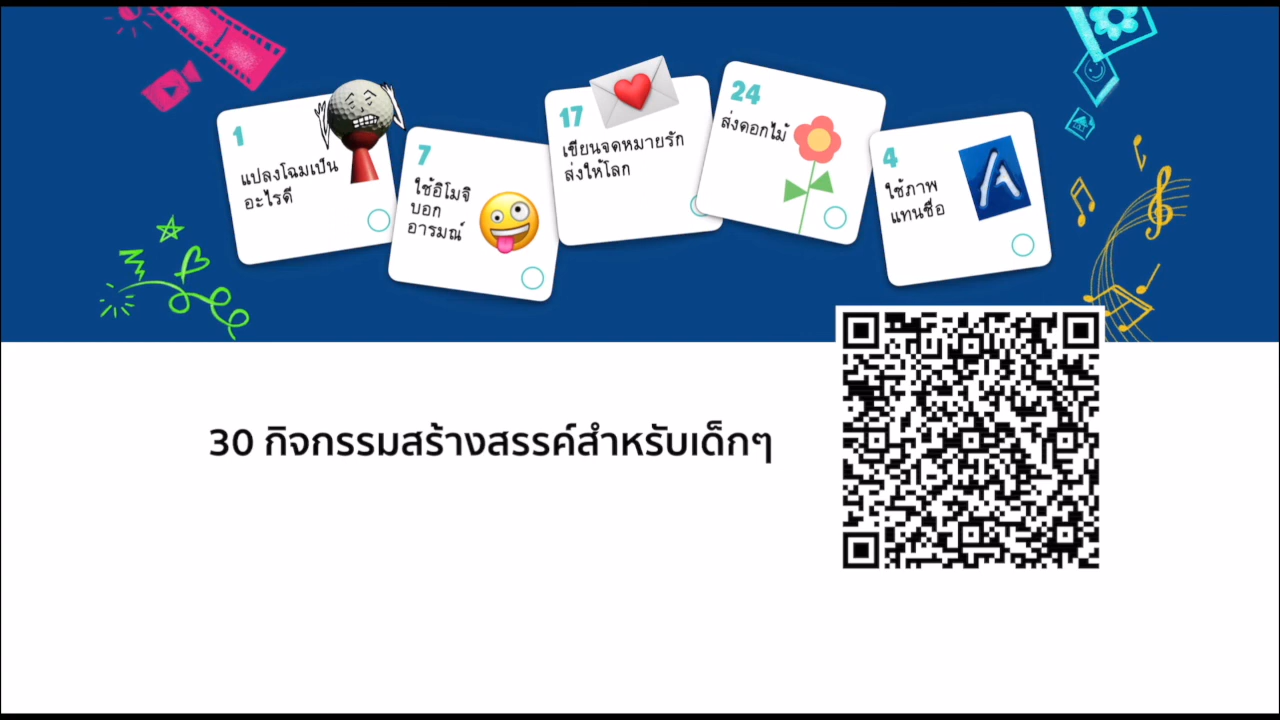 1
แปลงโฉมเป็น
อะไรดี
7
ใช้อิโมจิ
บอก
อารมณ์
17
เขียนจดหมายรัก
ส่งให้โลก
24
ส่งดอกไม้
4
ใช้ภาพ
แทนชื่อ
30 กิจกรรมสร้างสรรค์สำหรับเด็กๆ